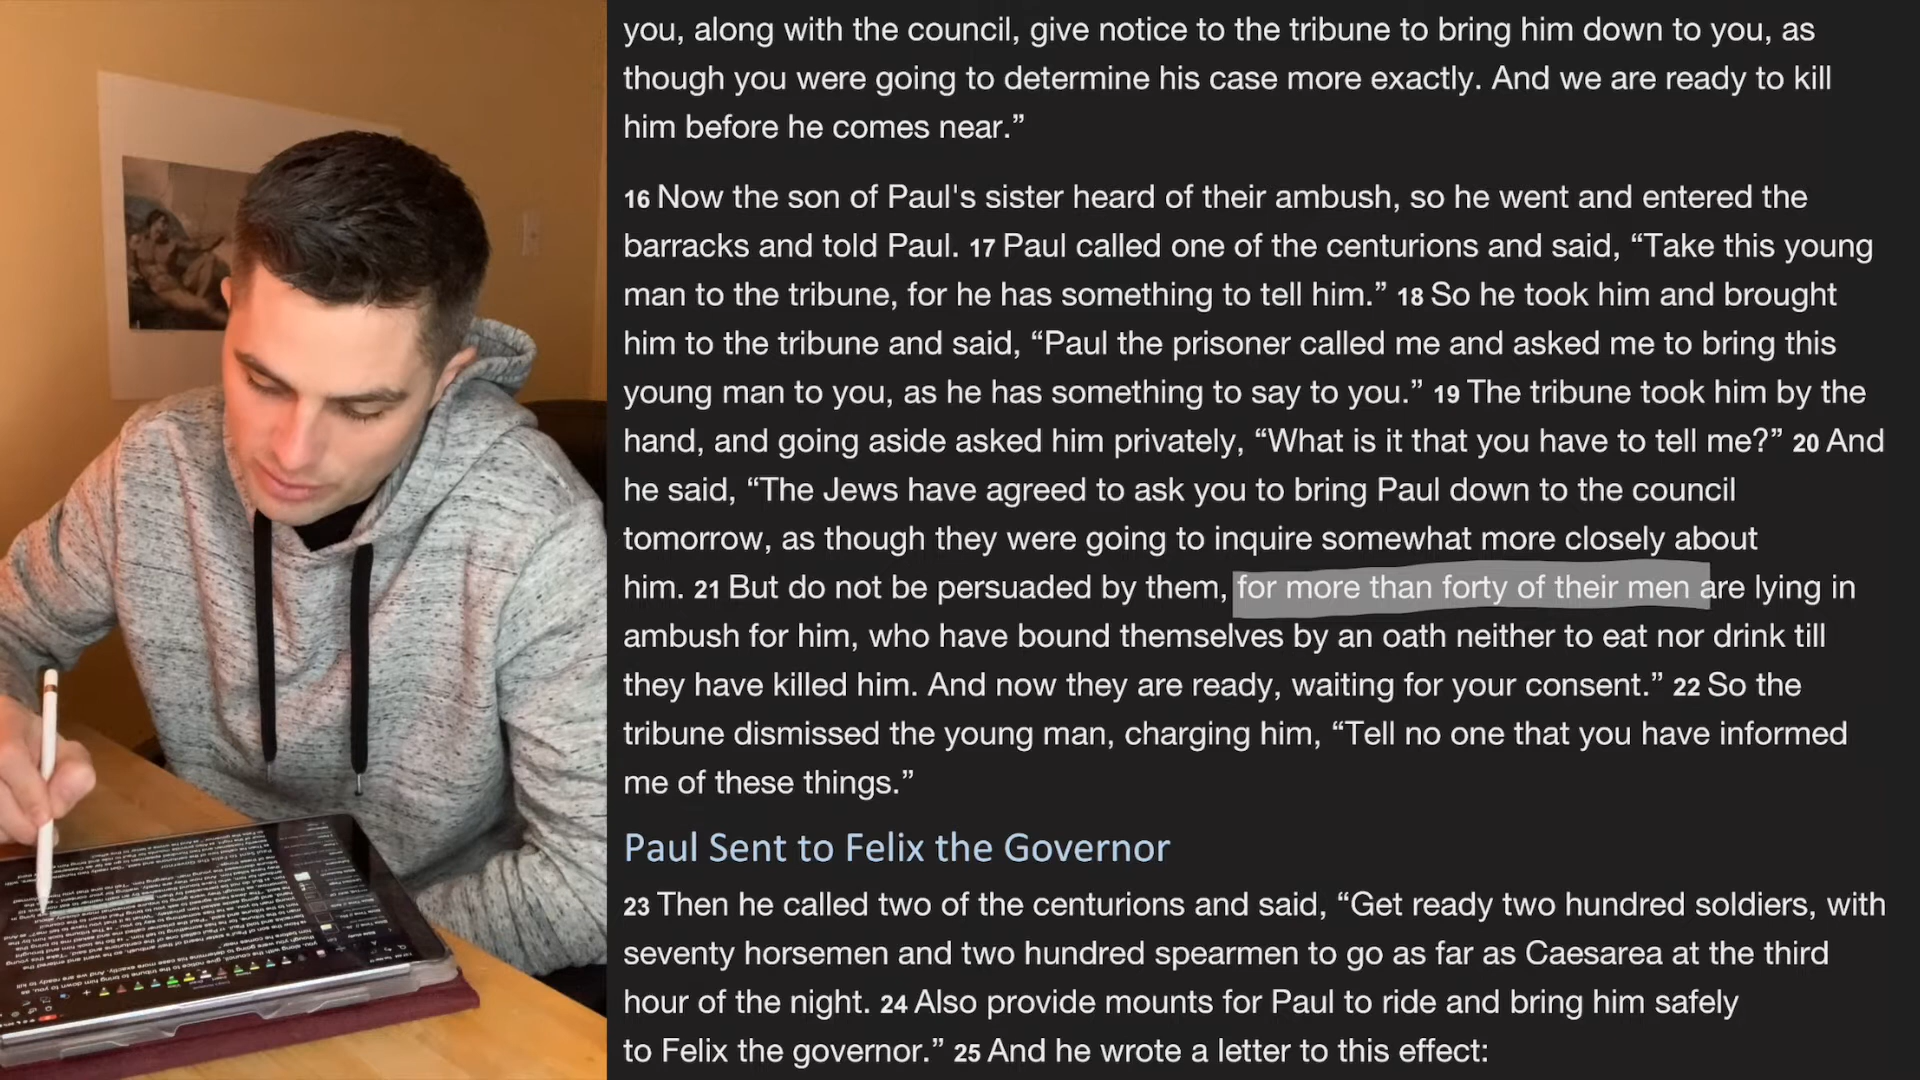 you, along with the council, give notice to the tribune to bring him down to you, as
though you were going to determine his case more exactly. And we are ready to kill
him before he comes near.”
16 Now the son of Paul's sister heard of their ambush, so he went and entered the
barracks and told Paul. 17 Paul called one of the centurions and said, “Take this young
man to the tribune, for he has something to tell him.” 18 So he took him and brought
him to the tribune and said, “Paul the prisoner called me and asked me to bring this
young man to you, as he has something to say to you.” 19 The tribune took him by the
hand, and going aside asked him privately, “What is it that you have to tell me?” 20 And
he said, “The Jews have agreed to ask you to bring Paul down to the council
tomorrow, as though they were going to inquire somewhat more closely about
him. 21 But do not be persuaded by them, for more than forty of their men are lying in
ambush for him, who have bound themselves by an oath neither to eat nor drink till
they have killed him. And now they are ready, waiting for your consent.” 22 So the
tribune dismissed the young man, charging him, “Tell no one that you have informed
me of these things.”
Paul Sent to Felix the Governor
23 Then he called two of the centurions and said, “Get ready two hundred soldiers, with
seventy horsemen and two hundred spearmen to go as far as Caesarea at the third
hour of the night. 24 Also provide mounts for Paul to ride and bring him safely
to Felix the governor.” 25 And he wrote a letter to this effect: